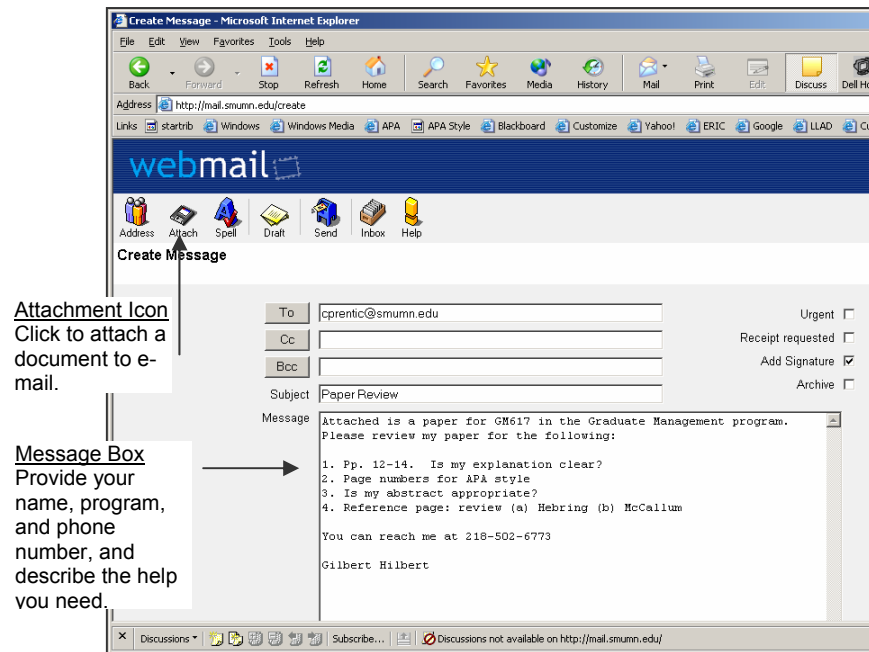 Create Message - Microsoft Internet Explorer
File Edit View Favorites Tools Help
Back Forward Stop Refresh Home Search Favorites Media History Mail Print Edit Discuss Dell
Address http://mail.smumn.edu/create
Links startrib Windows Windows Media APA APA Style Blackboard Customize Yahoo! ERIC Google LLAD
webmail
Address Attach Spell Draft Send Inbox Help
Create Message
Attachment Icon
Click to attach a
document to e-
mail.
To cprentic@smumn.edu
Cc
Bcc
Subject Paper Review
Urgent
Receipt requested
Add Signature
Archive
Message
Attached is a paper for GM617 in the Graduate Management program.
Please review my paper for the following:
1. Pp. 12-14. Is my explanation clear?
2. Page numbers for APA style
3. Is my abstract appropriate?
4. Reference page: review (a) Hebring (b) McCallum
You can reach me at 218-502-6773
Gilbert Hilbert
Message Box
Provide your
name, program,
and phone
number, and
describe the help
you need.
Discussions Subscribe... Discussions not available on http://mail.smumn.edu/